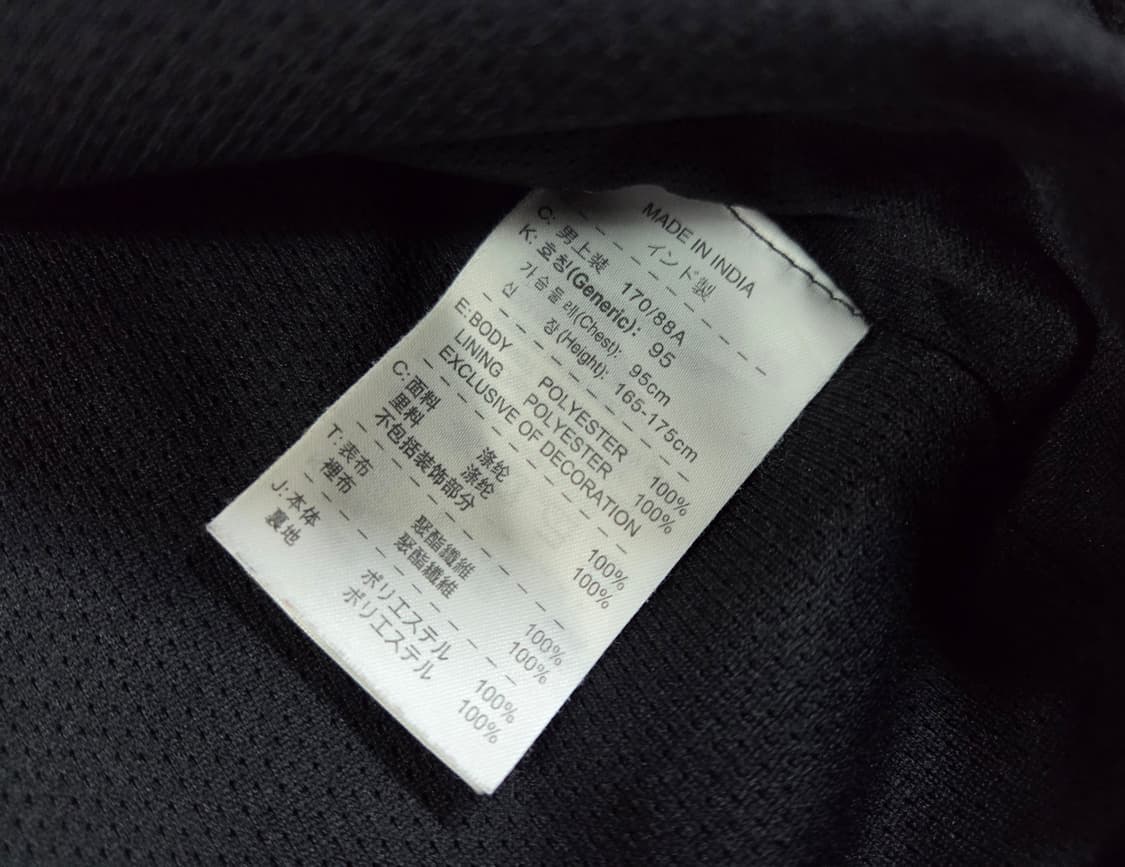 MADE IN INDIA
インド製
C: 男上装 170/88A
K: 호칭(Generic): 95
가슴둘레(Chest): 95cm
신 장(Height): 165-175cm
E: BODY POLYESTER 100%
LINING POLYESTER 100%
EXCLUSIVE OF DECORATION
C: 面料 涤纶 100%
里料 涤纶 100%
不包括装饰部分
T: 表布 聚酯纖維 100%
裡布 聚酯纖維 100%
J: 本体 ポリエステル 100%
裏地 ポリエステル 100%